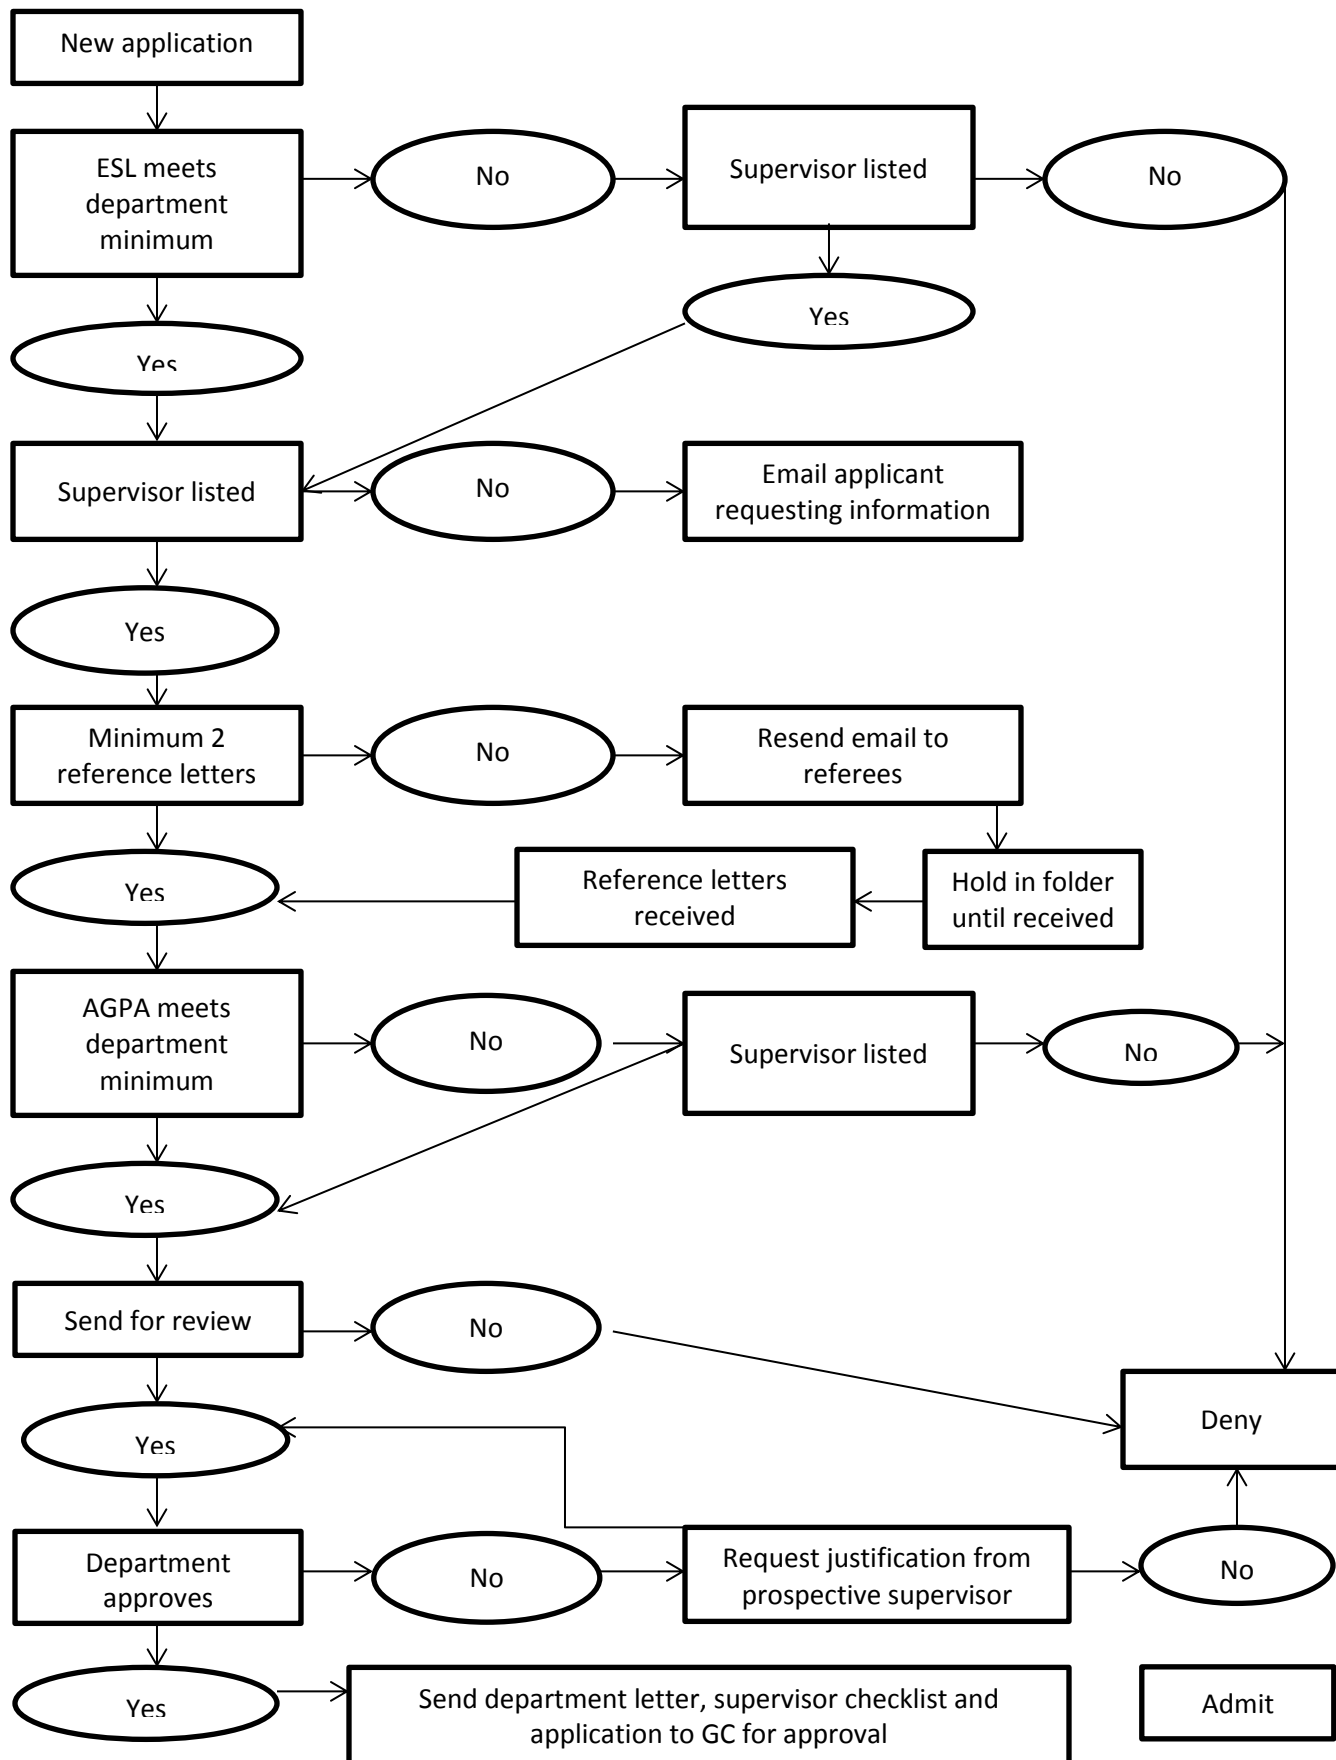 New application
ESL meets
department
minimum
No
Supervisor listed
No
Yes
Yes
Supervisor listed
No
Email applicant
requesting information
Yes
Minimum 2
reference letters
No
Resend email to
referees
Yes
Reference letters
received
Hold in folder
until received
AGPA meets
department
minimum
No
Supervisor listed
No
Yes
Send for review
No
Yes
Deny
Department
approves
No
Request justification from
prospective supervisor
No
Yes
Send department letter, supervisor checklist and
application to GC for approval
Admit